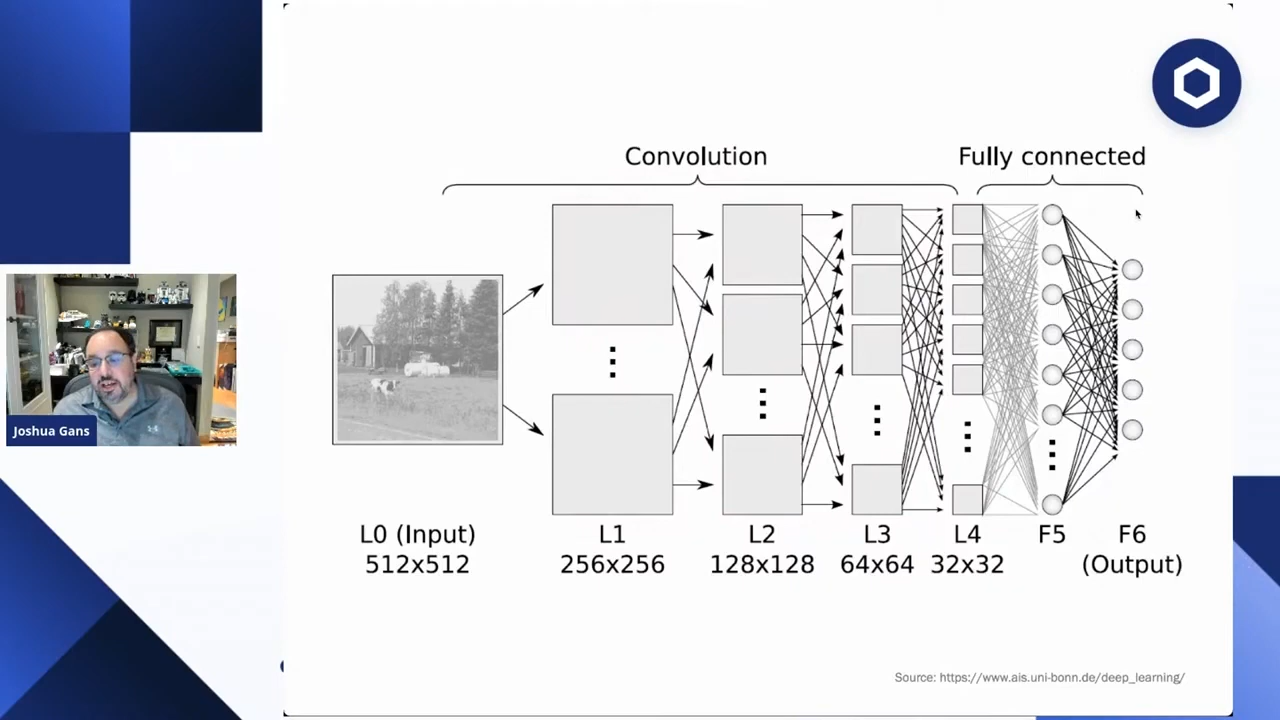 Convolution
Fully connected
Joshua Gans
L0 (Input)
512x512
L1
256x256
L2
128x128
L3
64x64
L4
32x32
F5
F6
(Output)
Source: https://www.ais.uni-bonn.de/deep_learning/